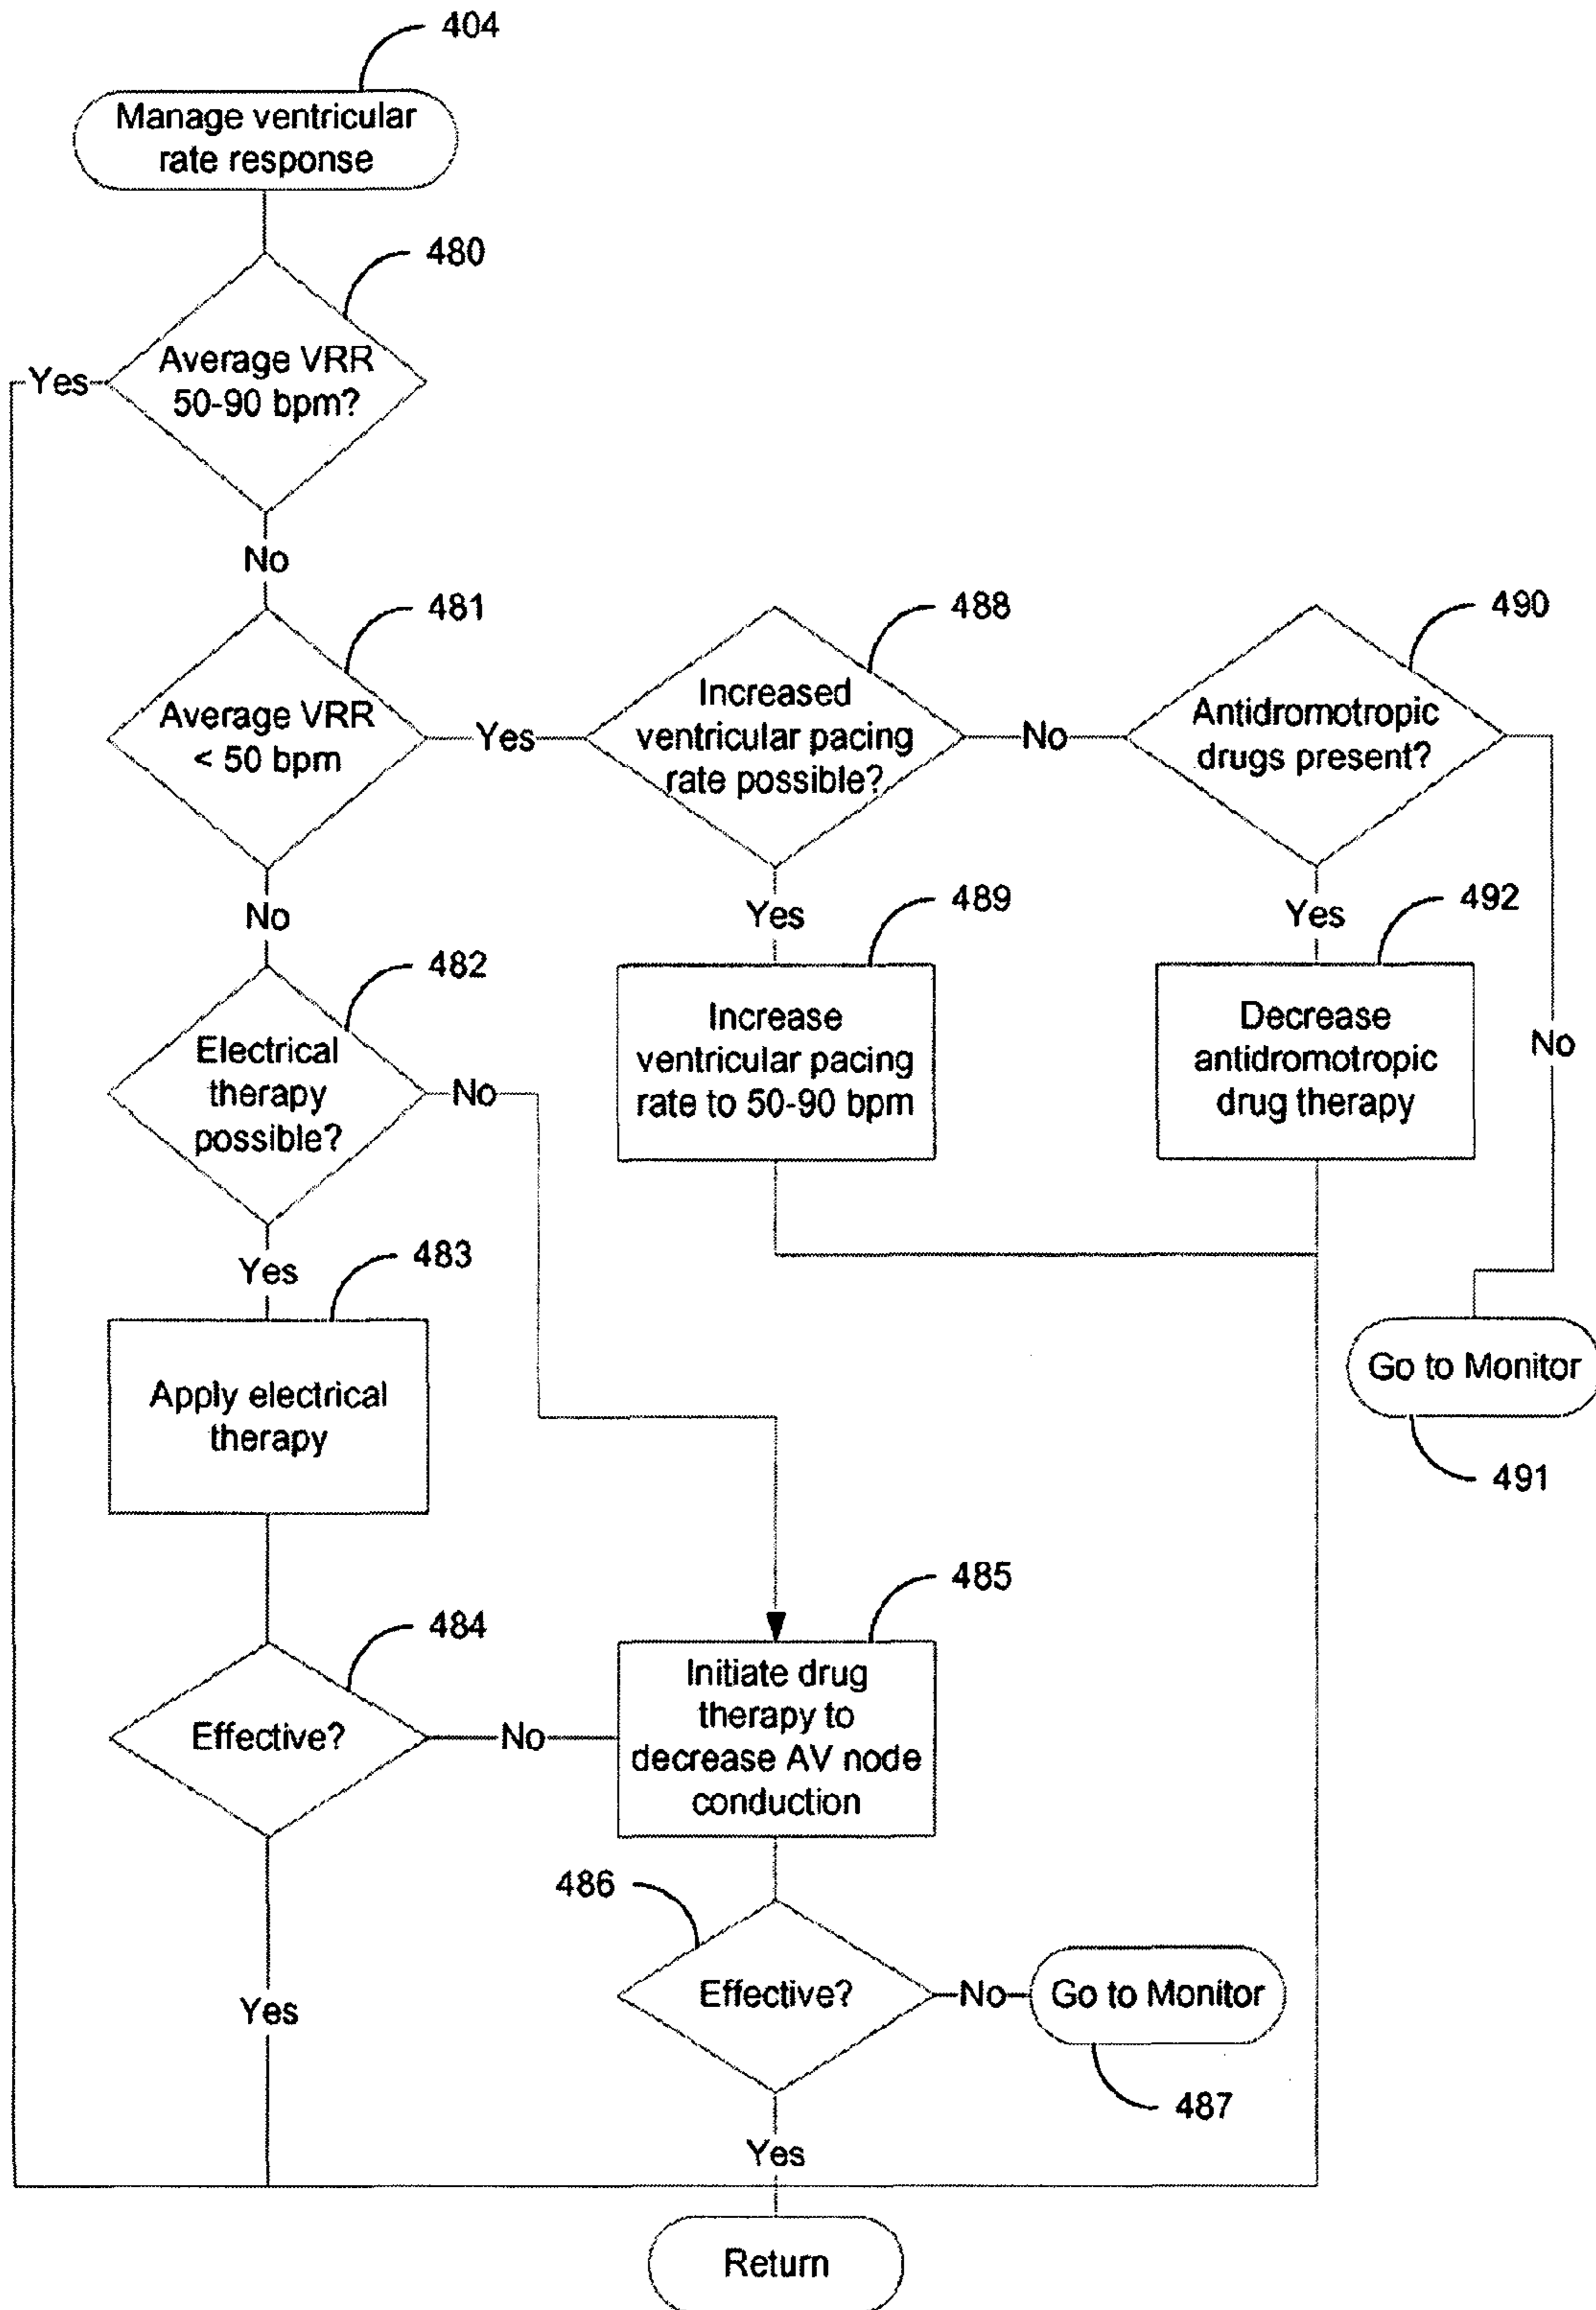 404
Manage ventricular
rate response
480
Average VRR
50-90 bpm?
Yes
No
481
Average VRR
< 50 bpm
Yes
488
Increased
ventricular pacing
rate possible?
No
490
Antidromotropic
drugs present?
No
482
Electrical
therapy
possible?
No
Yes
489
Increase
ventricular pacing
rate to 50-90 bpm
Yes
492
Decrease
antidromotropic
drug therapy
No
Yes
483
Apply electrical
therapy
Go to Monitor
491
484
Effective?
No
485
Initiate drug
therapy to
decrease AV node
conduction
486
Effective?
No
Go to Monitor
487
Yes
Yes
Return